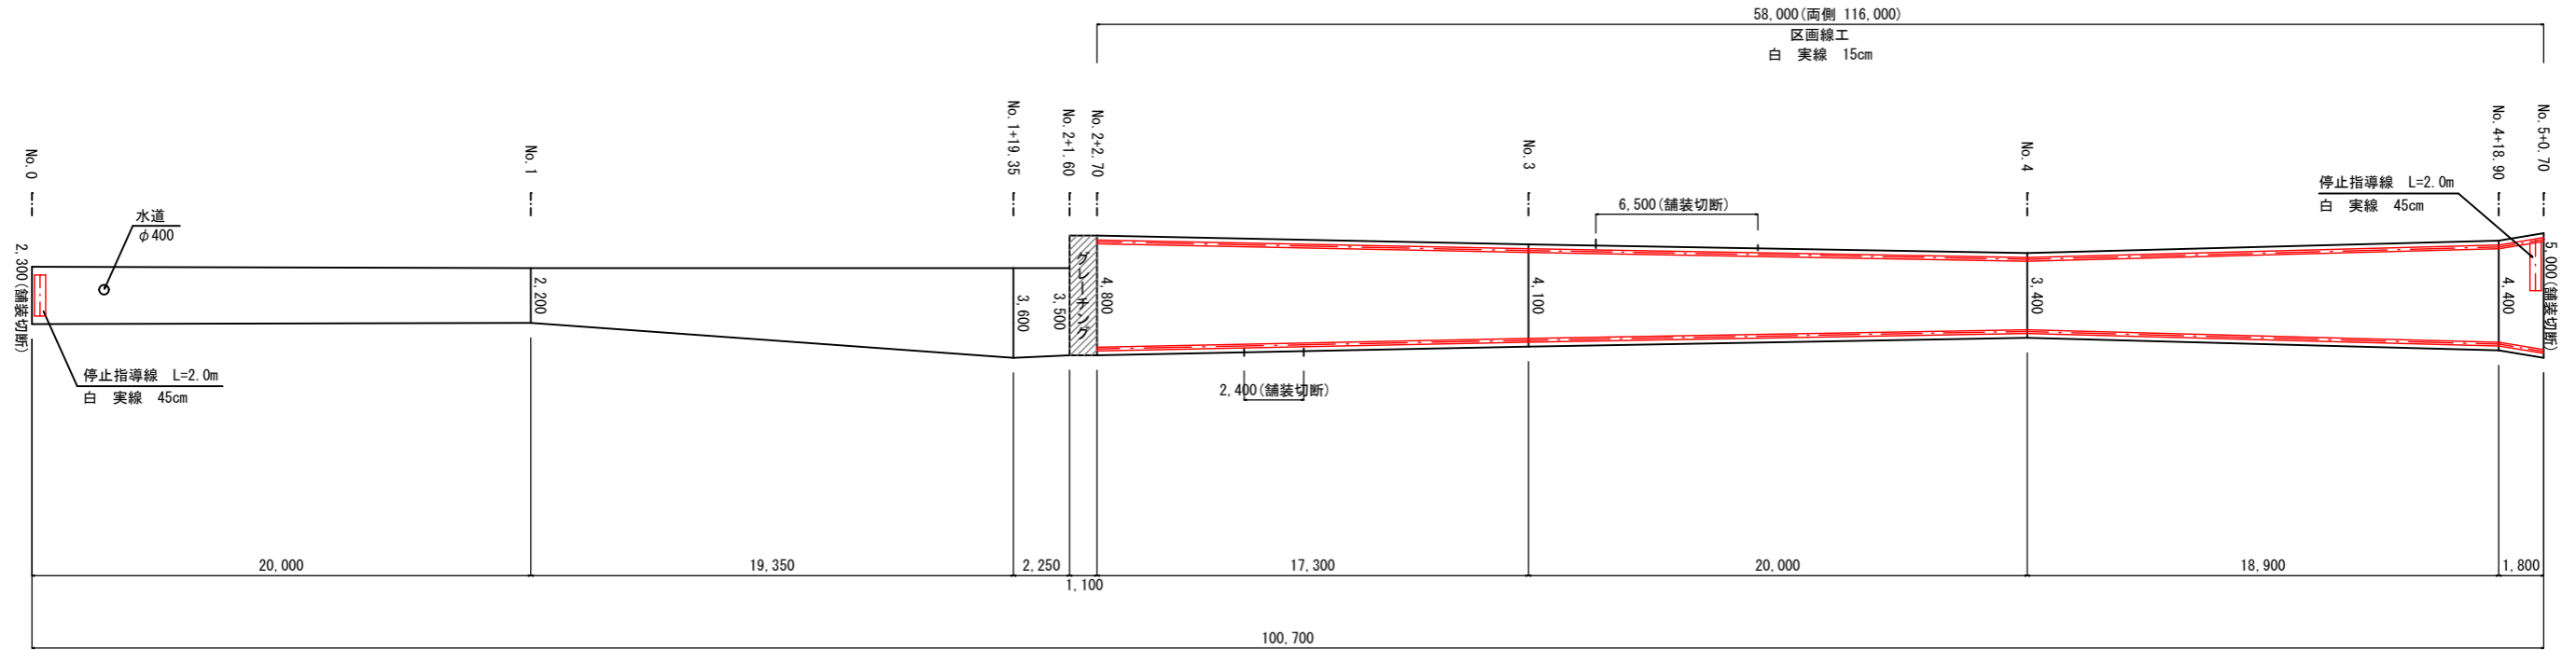 58,000(両側 116,000)
区画線工
白 実線 15cm
No.0
No.1
No.1+19.35
No.2+1.60
No.2+2.70
No.3
No.4
No.4+18.90
No.5+0.70
水道
φ400
6,500(舗装切断)
停止指導線 L=2.0m
白 実線 45cm
2,300(舗装切断)
2,200
3,600
3,500
グレーチング
4,800
4,100
3,400
4,400
5,000(舗装切断)
停止指導線 L=2.0m
白 実線 45cm
2,400(舗装切断)
20,000
19,350
2,250
1,100
17,300
20,000
18,900
1,800
100,700